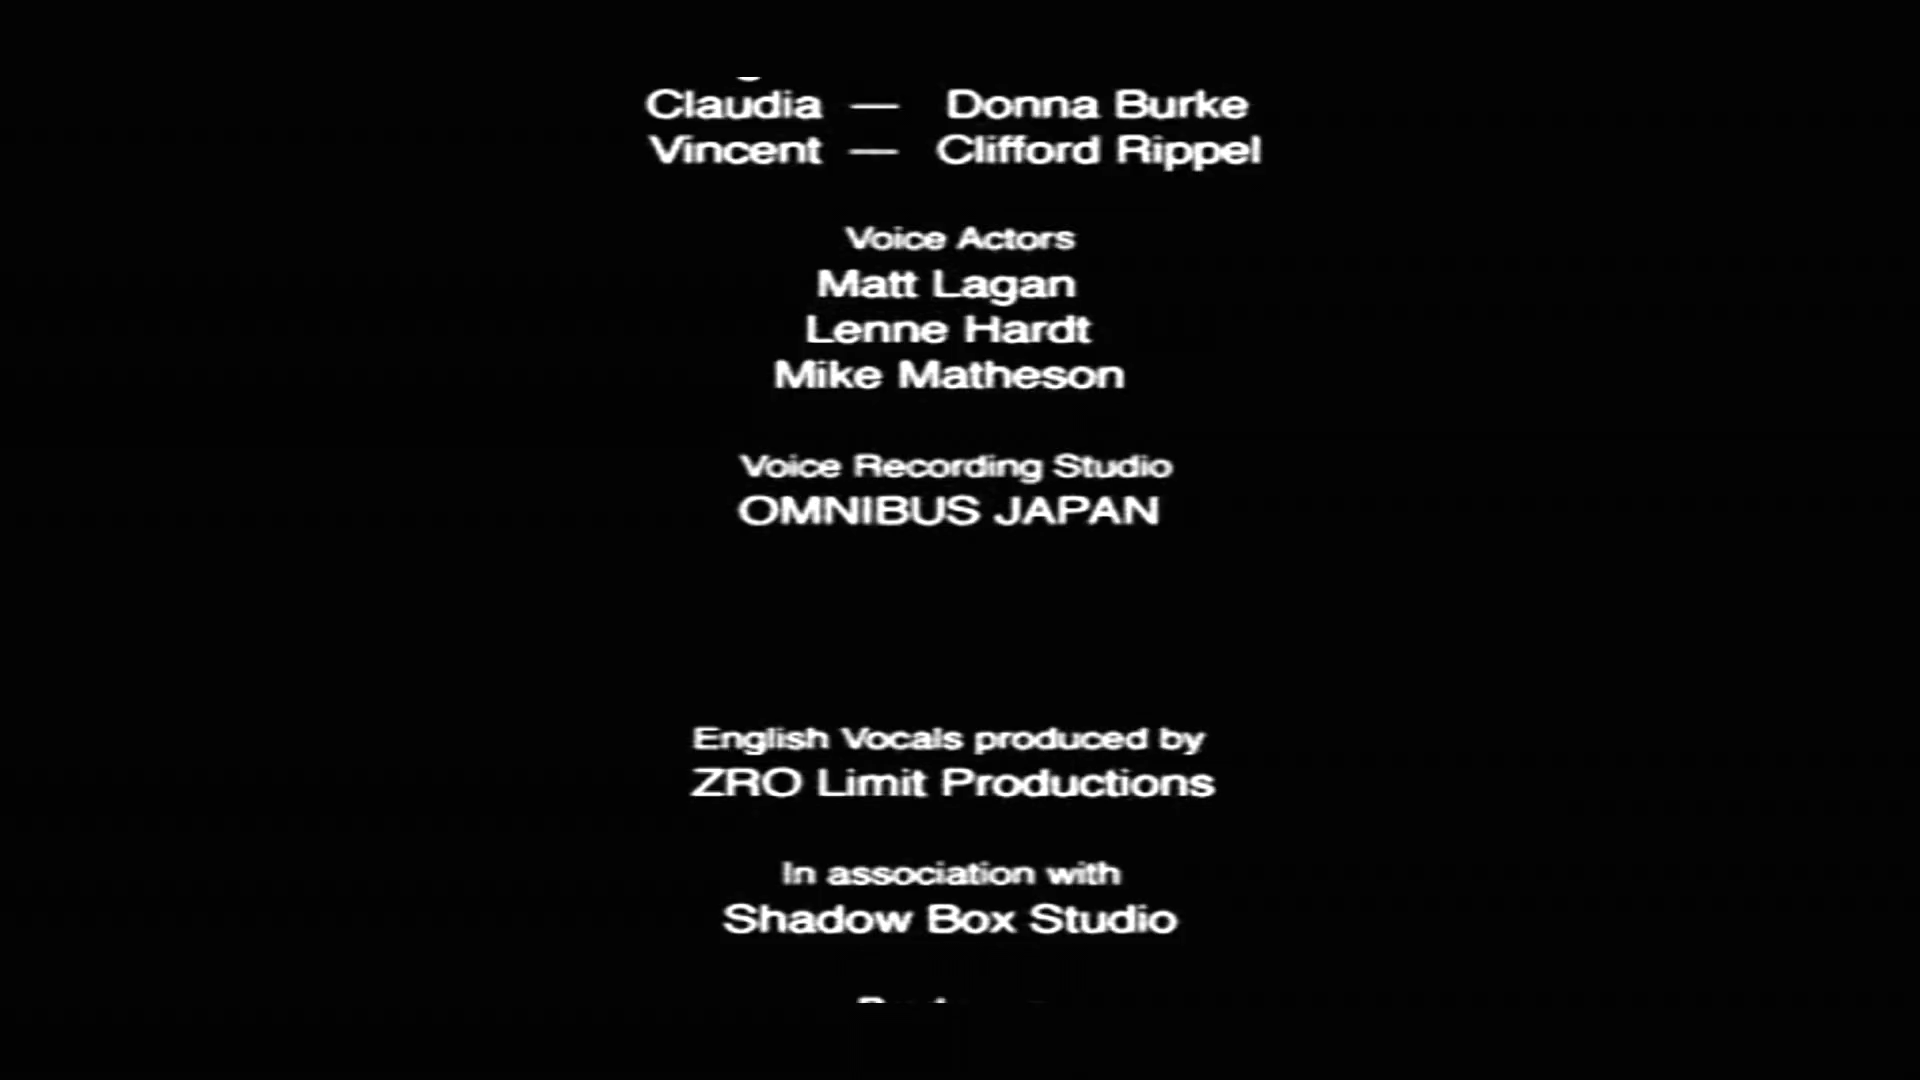 Claudia — Donna Burke
Vincent — Clifford Rippel
Voice Actors
Matt Lagan
Lenne Hardt
Mike Matheson
Voice Recording Studio
OMNIBUS JAPAN
English Vocals produced by
ZRO Limit Productions
In association with
Shadow Box Studio